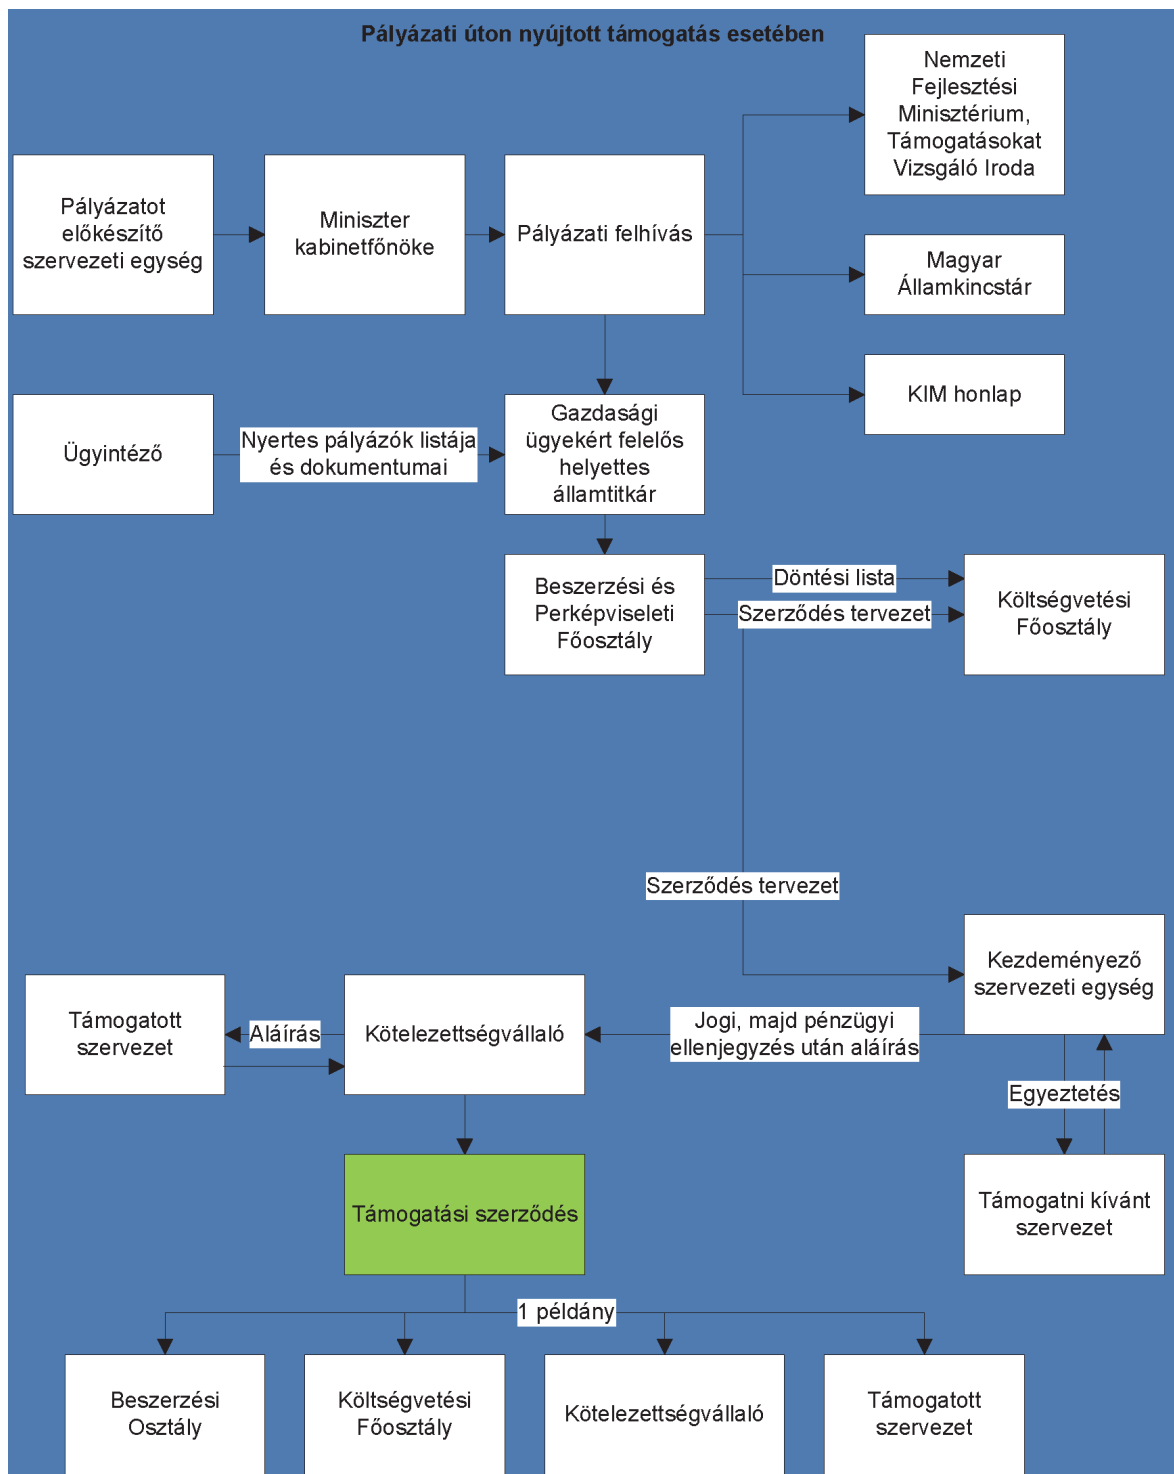 Pályázati úton nyújtott támogatás esetében
Nemzeti
Fejlesztési
Minisztérium,
Támogatásokat
Vizsgáló Iroda
Pályázatot
előkészítő
szervezeti egység
Miniszter
kabinetfőnöke
Pályázati felhívás
Magyar
Államkincstár
KIM honlap
Ügyintéző
Nyertes pályázók listája
és dokumentumai
Gazdasági
ügyekért felelős
helyettes
államtitkár
Beszerzési és
Perképviseleti
Főosztály
Döntési lista
Szerződés tervezet
Költségvetési
Főosztály
Szerződés tervezet
Kezdeményező
szervezeti egység
Támogatott
szervezet
Aláírás
Kötelezettségvállaló
Jogi, majd pénzügyi
ellenjegyzés után aláírás
Egyeztetés
Támogatási szerződés
Támogatni kívánt
szervezet
1 példány
Beszerzési
Osztály
Költségvetési
Főosztály
Kötelezettségvállaló
Támogatott
szervezet